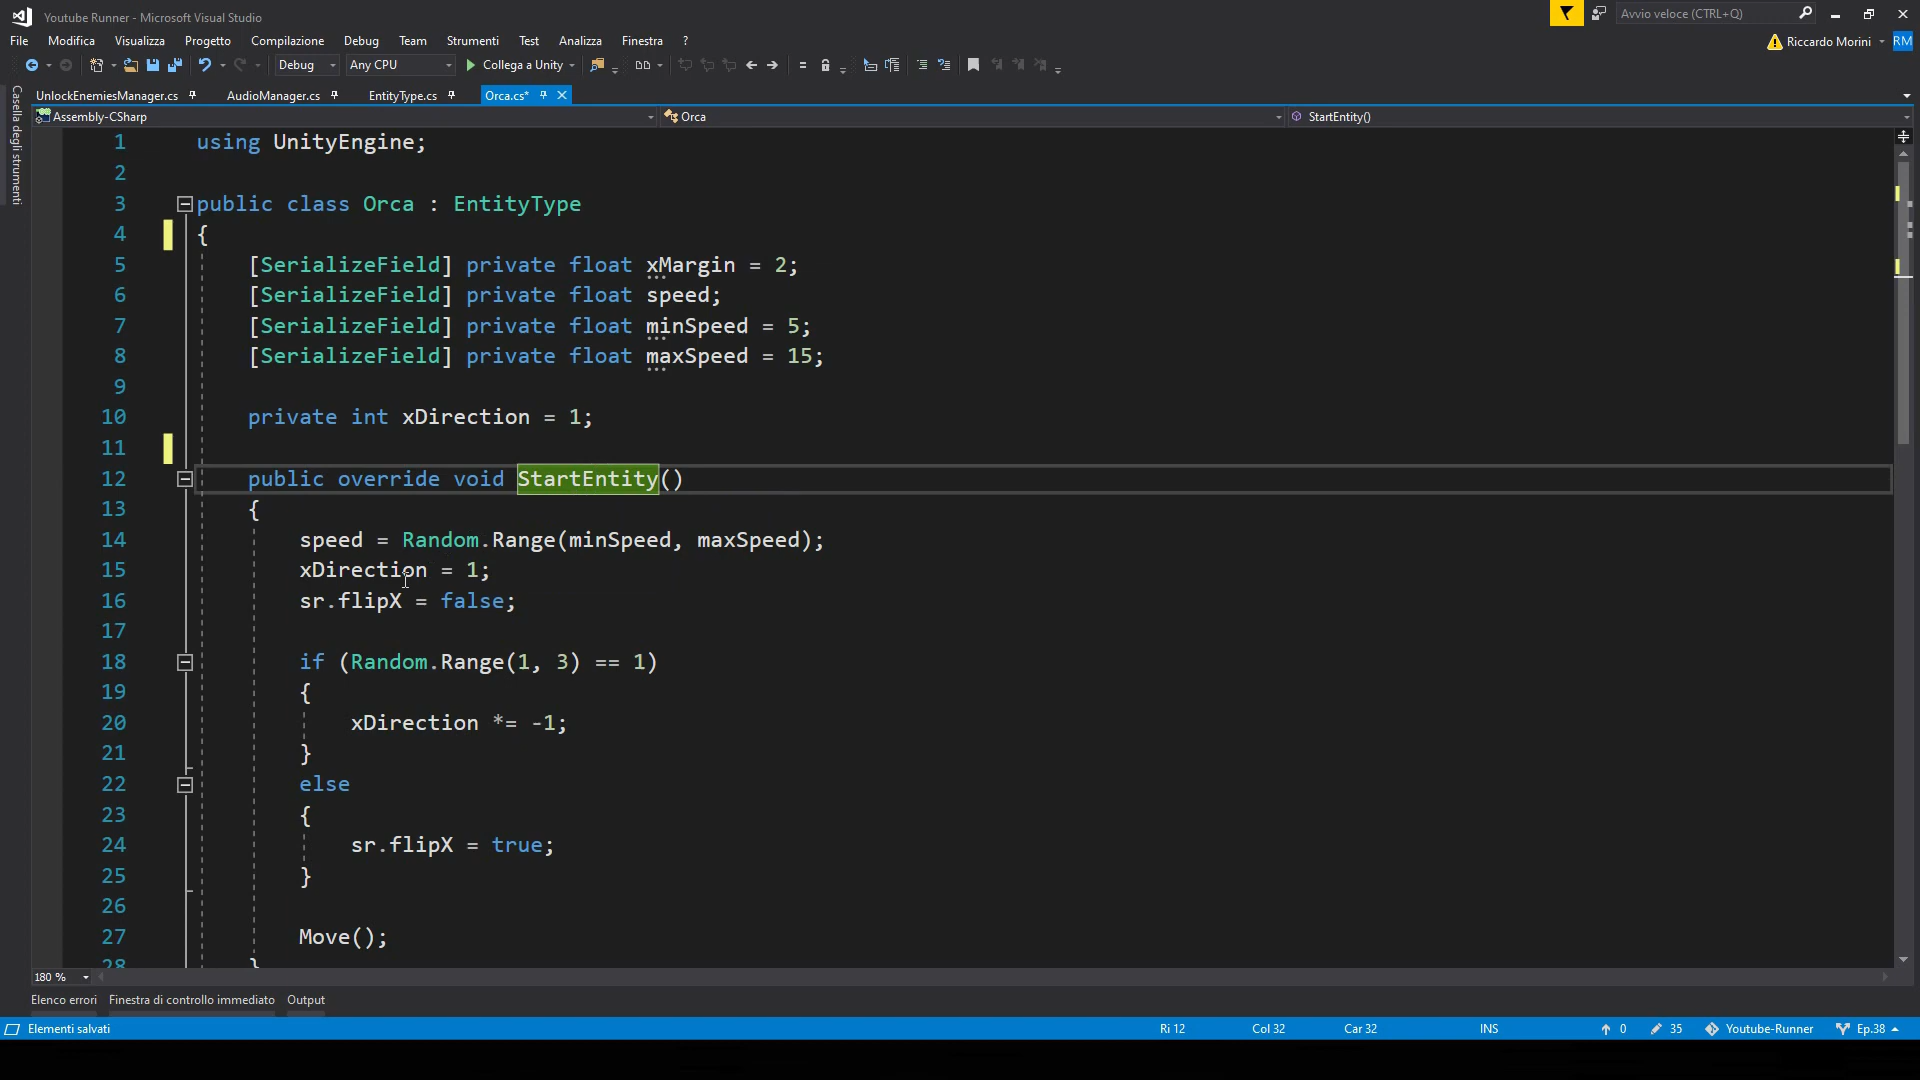 Youtube Runner - Microsoft Visual Studio
Avvio veloce (CTRL+Q)
File Modifica Visualizza Progetto Compilazione Debug Team Strumenti Test Analizza Finestra ?
Riccardo Morini RM
Debug Any CPU Collega a Unity
UnlockEnemiesManager.cs AudioManager.cs EntityType.cs Orca.cs*
Casella degli strumenti
Assembly-CSharp Orca StartEntity()
1 using UnityEngine;
2
3 public class Orca : EntityType
4 {
5 [SerializeField] private float xMargin = 2;
6 [SerializeField] private float speed;
7 [SerializeField] private float minSpeed = 5;
8 [SerializeField] private float maxSpeed = 15;
9
10 private int xDirection = 1;
11
12 public override void StartEntity()
13 {
14 speed = Random.Range(minSpeed, maxSpeed);
15 xDirection = 1;
16 sr.flipX = false;
17
18 if (Random.Range(1, 3) == 1)
19 {
20 xDirection *= -1;
21 }
22 else
23 {
24 sr.flipX = true;
25 }
26
27 Move();
28 }
180 %
Elenco errori Finestra di controllo immediato Output
Elementi salvati Ri 12 Col 32 Car 32 INS 0 35 Youtube-Runner Ep.38